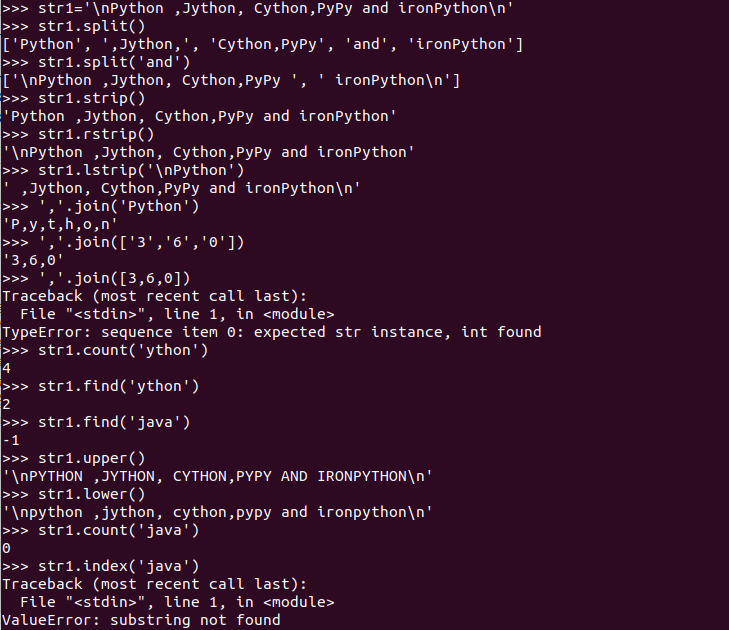 >>> str1='\nPython ,Jython, Cython,PyPy and ironPython\n'
>>> str1.split()
['Python', ',Jython,', 'Cython,PyPy', 'and', 'ironPython']
>>> str1.split('and')
['\nPython ,Jython, Cython,PyPy ', ' ironPython\n']
>>> str1.strip()
'Python ,Jython, Cython,PyPy and ironPython'
>>> str1.rstrip()
'\nPython ,Jython, Cython,PyPy and ironPython'
>>> str1.lstrip('\nPython')
' ,Jython, Cython,PyPy and ironPython\n'
>>> ','.join('Python')
'P,y,t,h,o,n'
>>> ','.join(['3','6','0'])
'3,6,0'
>>> ','.join([3,6,0])
Traceback (most recent call last):
  File "<stdin>", line 1, in <module>
TypeError: sequence item 0: expected str instance, int found
>>> str1.count('ython')
4
>>> str1.find('ython')
2
>>> str1.find('java')
-1
>>> str1.upper()
'\nPYTHON ,JYTHON, CYTHON,PYPY AND IRONPYTHON\n'
>>> str1.lower()
'\npython ,jython, cython,pypy and ironpython\n'
>>> str1.count('java')
0
>>> str1.index('java')
Traceback (most recent call last):
  File "<stdin>", line 1, in <module>
ValueError: substring not found